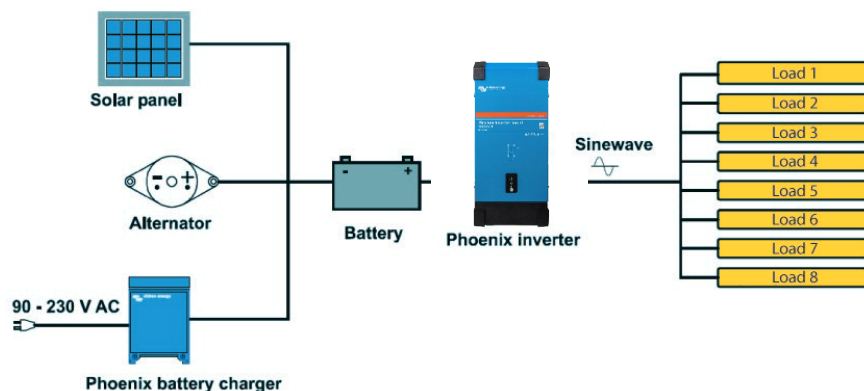 Solar panel
Alternator
90 - 230 V AC
Phoenix battery charger
- +
Battery
Phoenix inverter
Sinewave
Load 1
Load 2
Load 3
Load 4
Load 5
Load 6
Load 7
Load 8